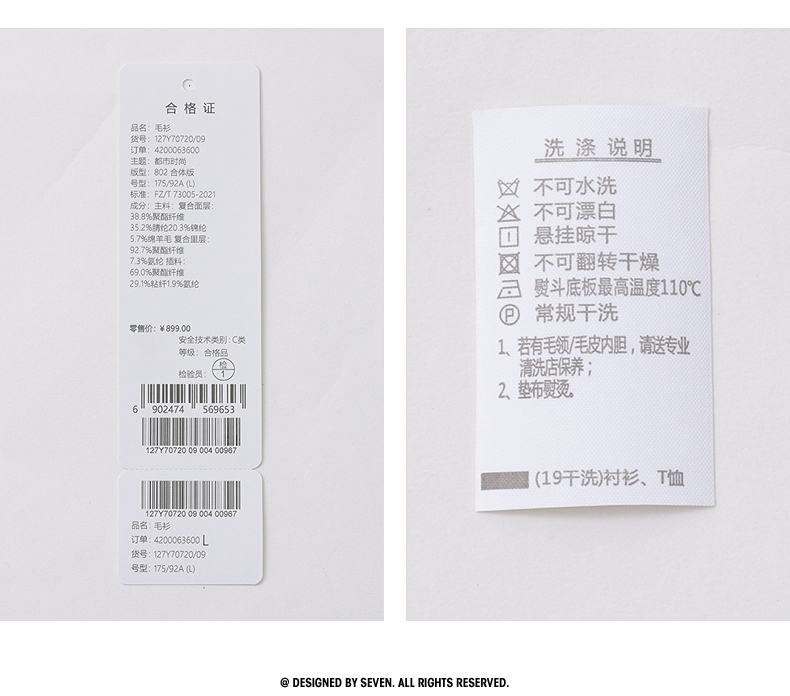 合格证
品名：毛衫
货号：127Y70720/09
订单：4200063600
主题：都市时尚
版型：802 合体版
号型：175/92A (L)
标准：FZ/T 73005-2021
成分：主料：复合面层：
38.8%聚酯纤维
35.2%腈纶20.3%锦纶
5.7%绵羊毛 复合里层：
92.7%聚酯纤维
7.3%氨纶 插料：
69.0%聚酯纤维
29.1%粘纤1.9%氨纶
零售价：￥899.00
安全技术类别：C类
等级：合格品
检验员：检1
6 902474 569653
127Y70720 09 004 00967
127Y70720 09 004 00967
品名：毛衫
订单：4200063600 L
货号：127Y70720/09
号型：175/92A (L)
洗涤说明
不可水洗
不可漂白
悬挂晾干
不可翻转干燥
熨斗底板最高温度110℃
P 常规干洗
1、若有毛领/毛皮内胆，请送专业
清洗店保养；
2、垫布熨烫。
(19干洗)衬衫、T恤
@ DESIGNED BY SEVEN. ALL RIGHTS RESERVED.